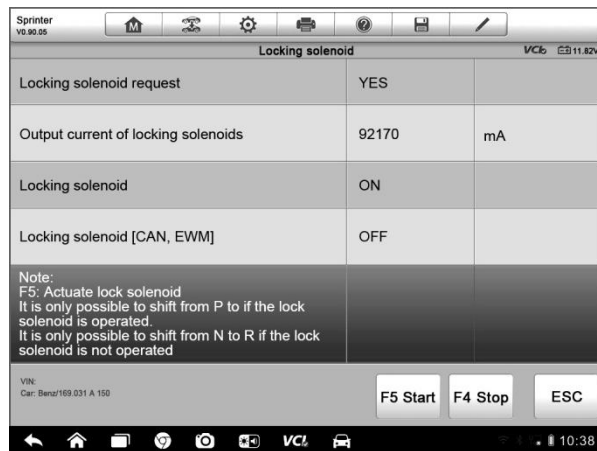 Sprinter
V0.90.05
Locking solenoid
VCI
11.82V
Locking solenoid request YES
Output current of locking solenoids 92170 mA
Locking solenoid ON
Locking solenoid [CAN, EWM] OFF
Note:
F5: Actuate lock solenoid
It is only possible to shift from P to if the lock
solenoid is operated.
It is only possible to shift from N to R if the lock
solenoid is not operated
VIN:
Car: Benz/169.031 A 150
F5 Start F4 Stop ESC
VCI 10:38